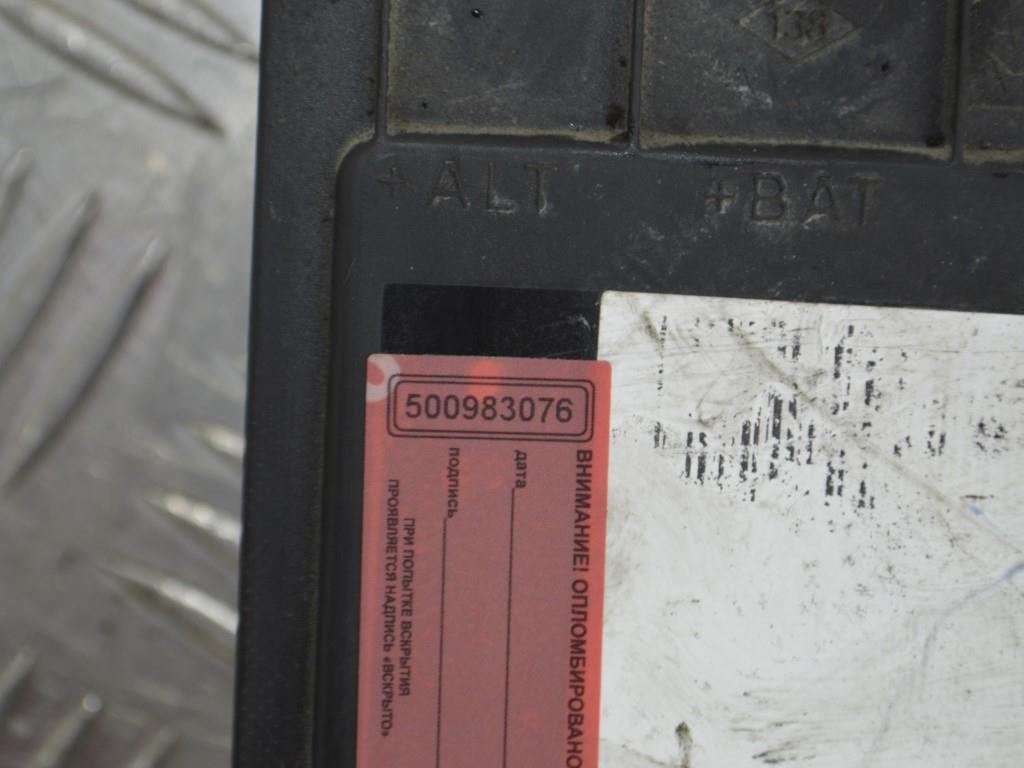 138
+ALT +BAT
500983076
ВНИМАНИЕ! ОПЛОМБИРОВАНО
дата
подпись
ПРИ ПОПЫТКЕ ВСКРЫТИЯ
ПРОЯВЛЯЕТСЯ НАДПИСЬ «ВСКРЫТО»